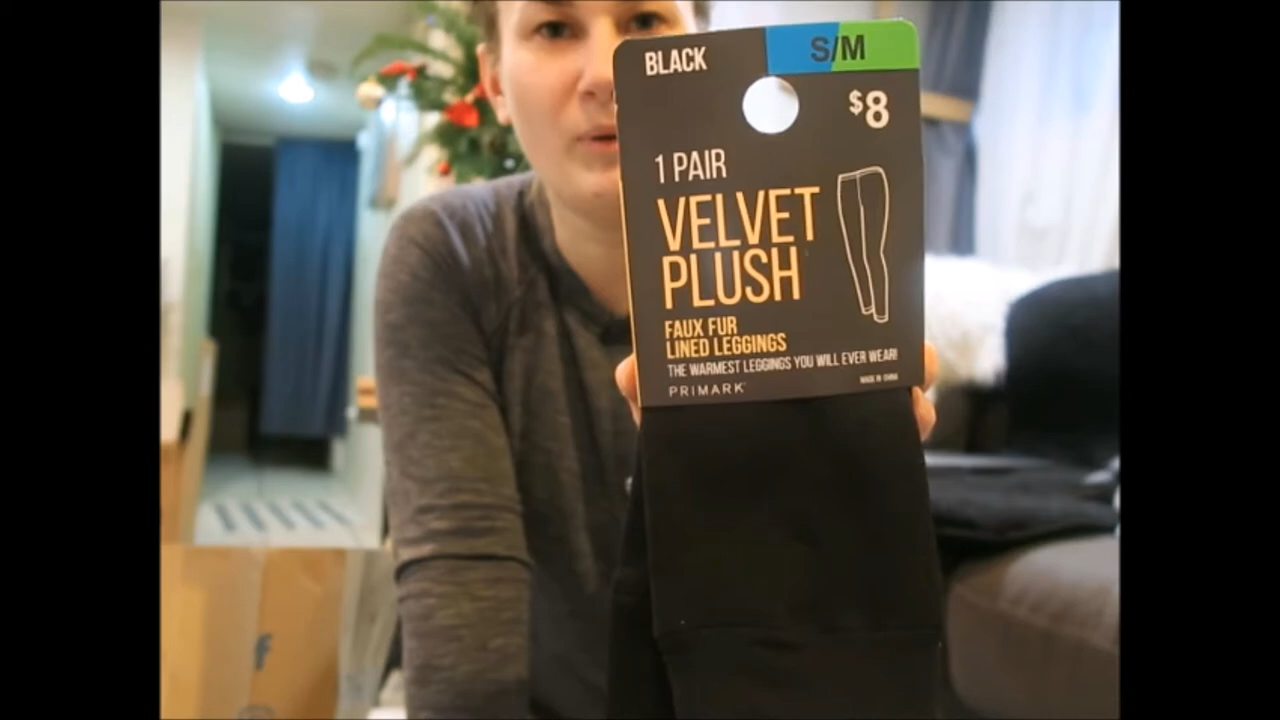 BLACK
S/M
$8
1 PAIR
VELVET
PLUSH
FAUX FUR
LINED LEGGINGS
THE WARMEST LEGGINGS YOU WILL EVER WEAR!
PRIMARK
MADE IN CHINA
f